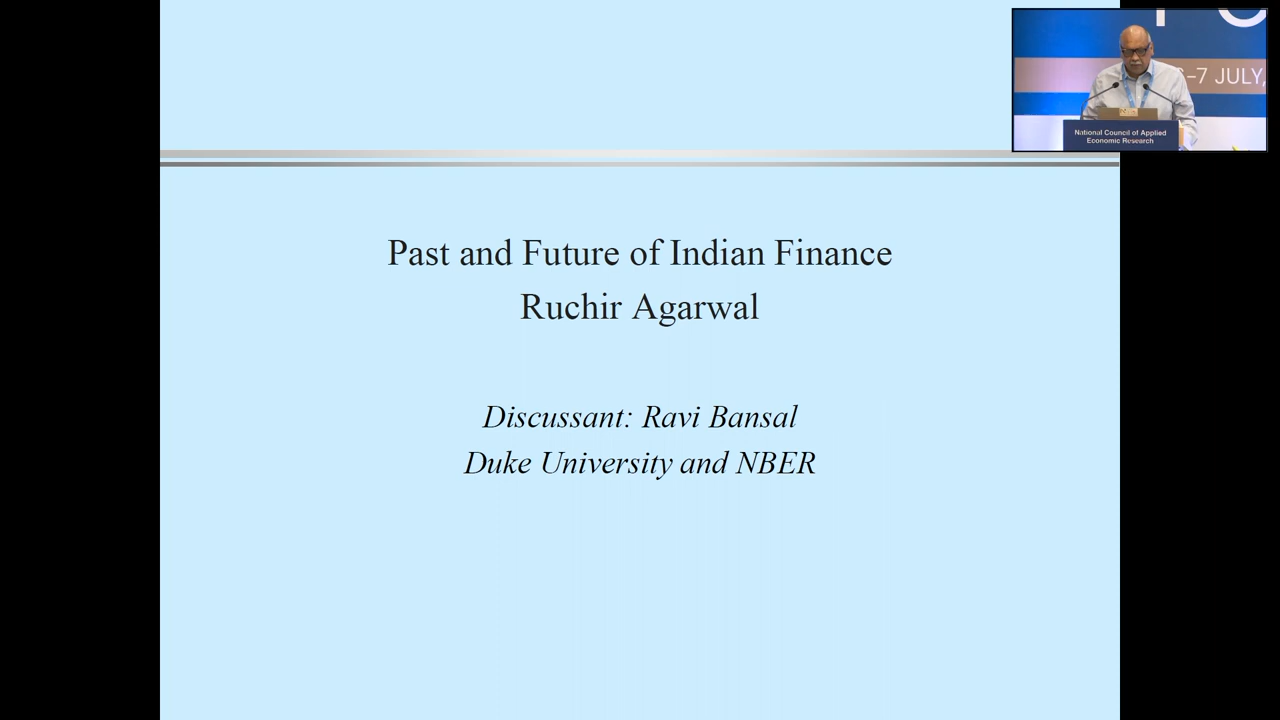 Past and Future of Indian Finance
Ruchir Agarwal
Discussant: Ravi Bansal
Duke University and NBER
-7 JULY,
National Council of Applied
Economic Research